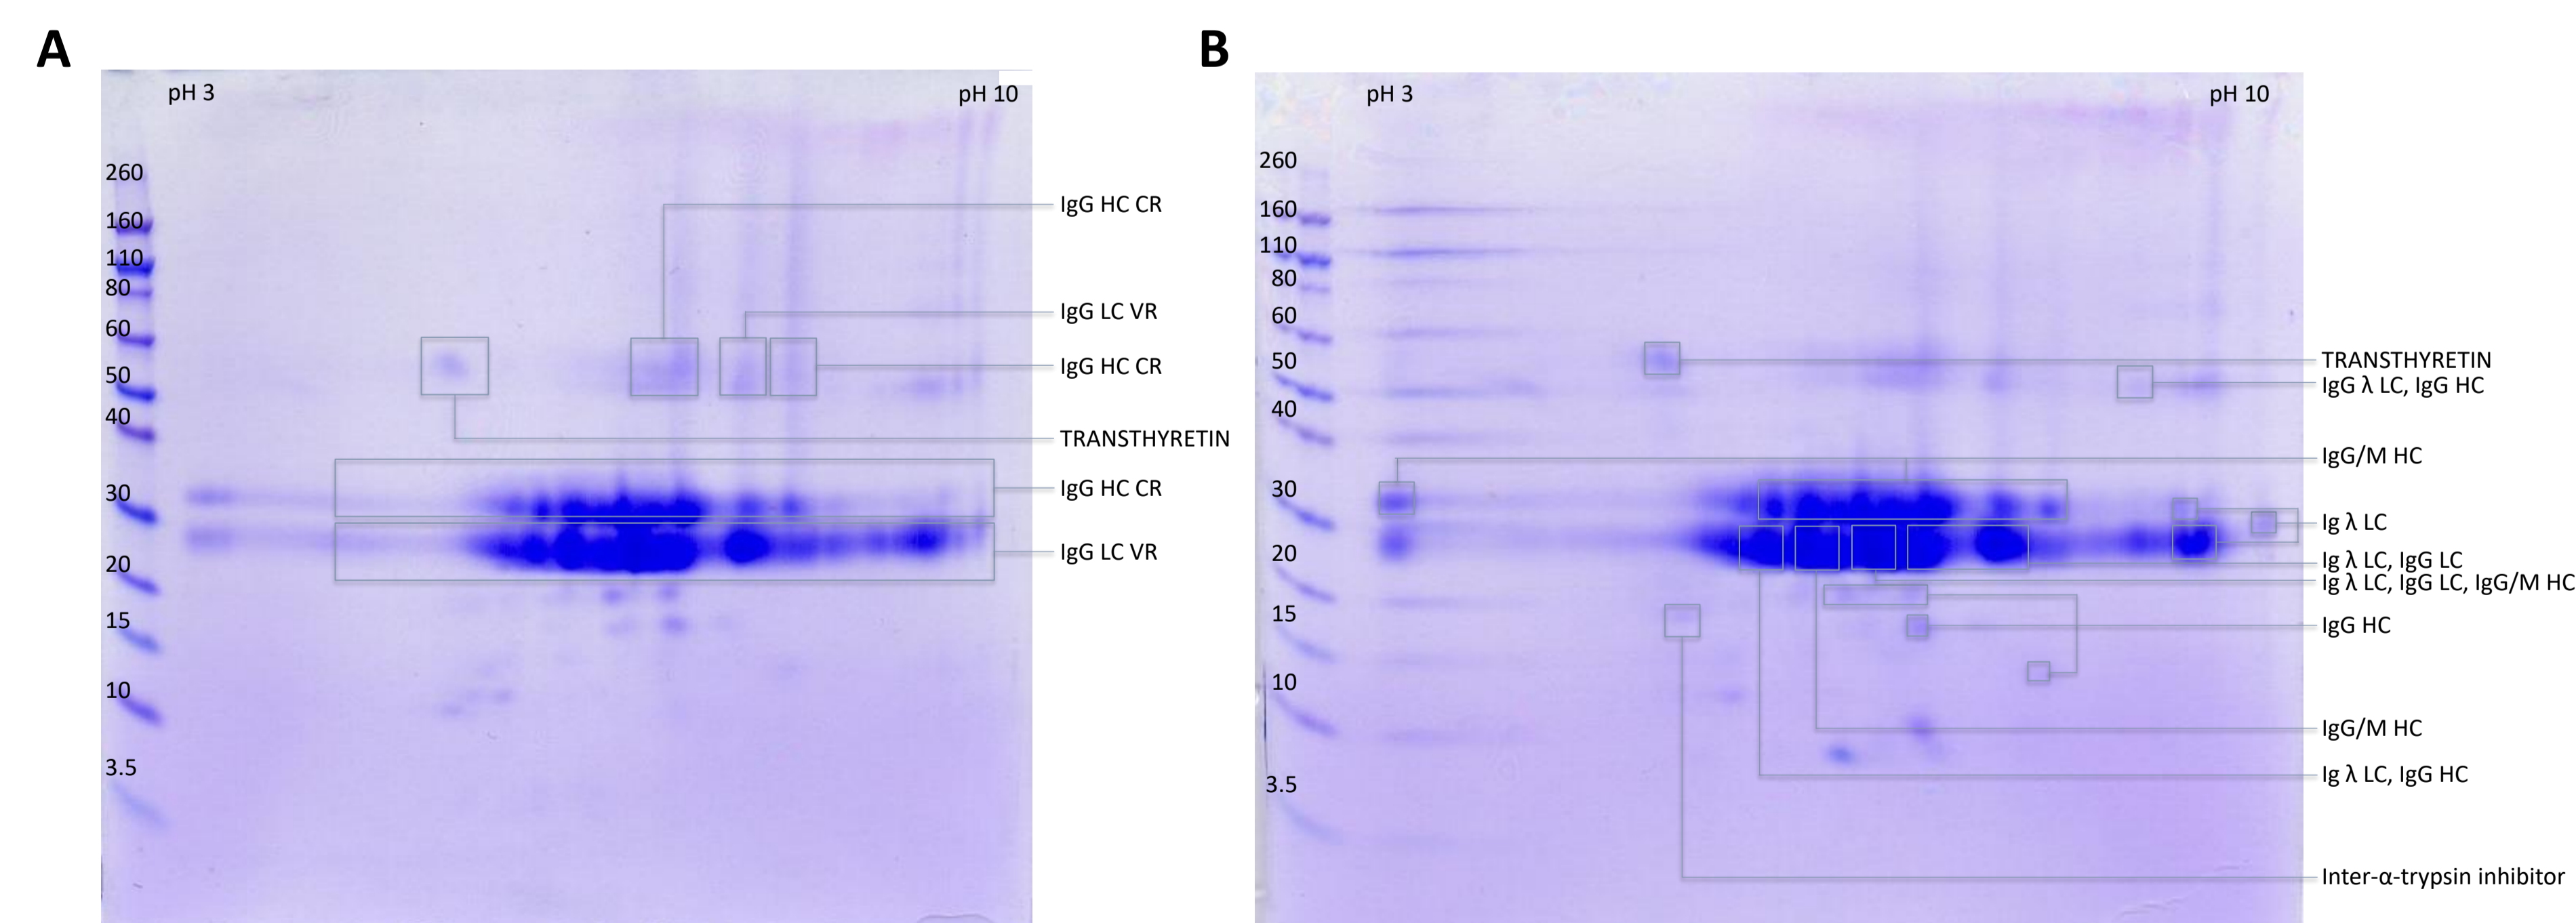 A
pH 3
pH 10
260
160
110
80
60
50
40
30
20
15
10
3.5
IgG HC CR
IgG LC VR
IgG HC CR
TRANSTHYRETIN
IgG HC CR
IgG LC VR
B
pH 3
pH 10
260
160
110
80
60
50
40
30
20
15
10
3.5
TRANSTHYRETIN
IgG λ LC, IgG HC
IgG/M HC
Ig λ LC
Ig λ LC, IgG LC
Ig λ LC, IgG LC, IgG/M HC
IgG HC
IgG/M HC
Ig λ LC, IgG HC
Inter-α-trypsin inhibitor